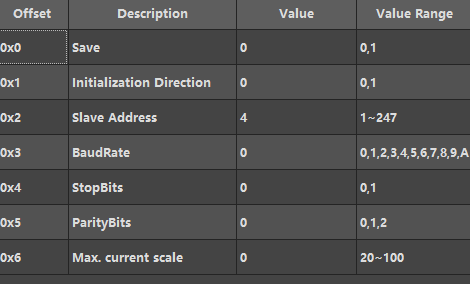 Offset Description Value Value Range
0x0 Save 0 0,1
0x1 Initialization Direction 0 0,1
0x2 Slave Address 4 1~247
0x3 BaudRate 0 0,1,2,3,4,5,6,7,8,9,A
0x4 StopBits 0 0,1
0x5 ParityBits 0 0,1,2
0x6 Max. current scale 0 20~100